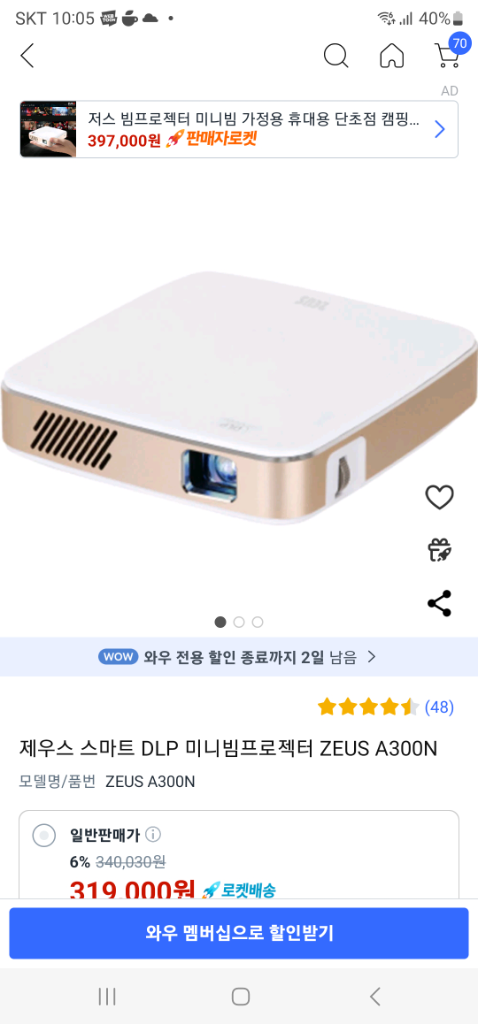 SKT 10:05
40%
70
AD
저스 빔프로젝터 미니빔 가정용 휴대용 단초점 캠핑...
397,000원 판매자로켓
WOW 와우 전용 할인 종료까지 2일 남음
(48)
제우스 스마트 DLP 미니빔프로젝터 ZEUS A300N
모델명/품번 ZEUS A300N
일반판매가
6% 340,030원
319,000원 로켓배송
와우 멤버십으로 할인받기